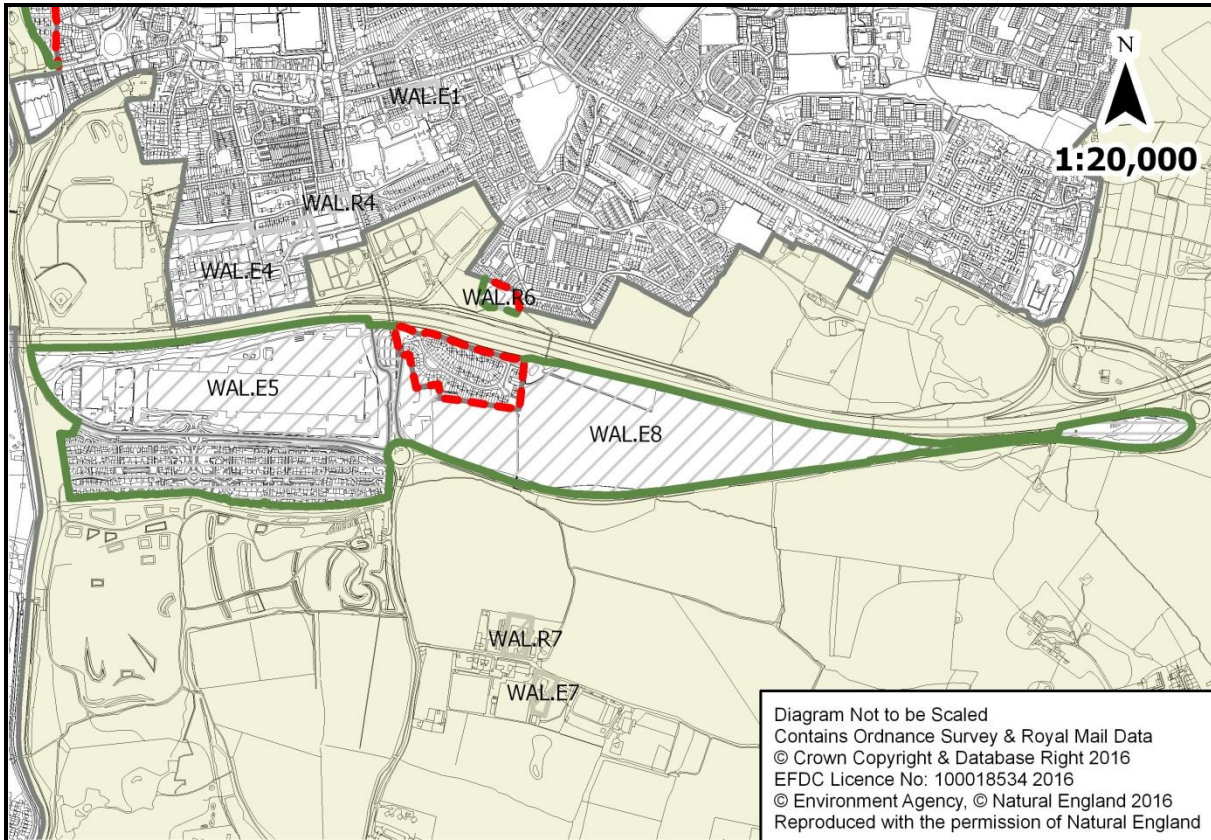 N
1:20,000
WAL.E1
WAL.R4
WAL.E4
WAL.R6
WAL.E5
WAL.E8
WAL.R7
WAL.E7
Diagram Not to be Scaled
Contains Ordnance Survey & Royal Mail Data
© Crown Copyright & Database Right 2016
EFDC Licence No: 100018534 2016
© Environment Agency, © Natural England 2016
Reproduced with the permission of Natural England